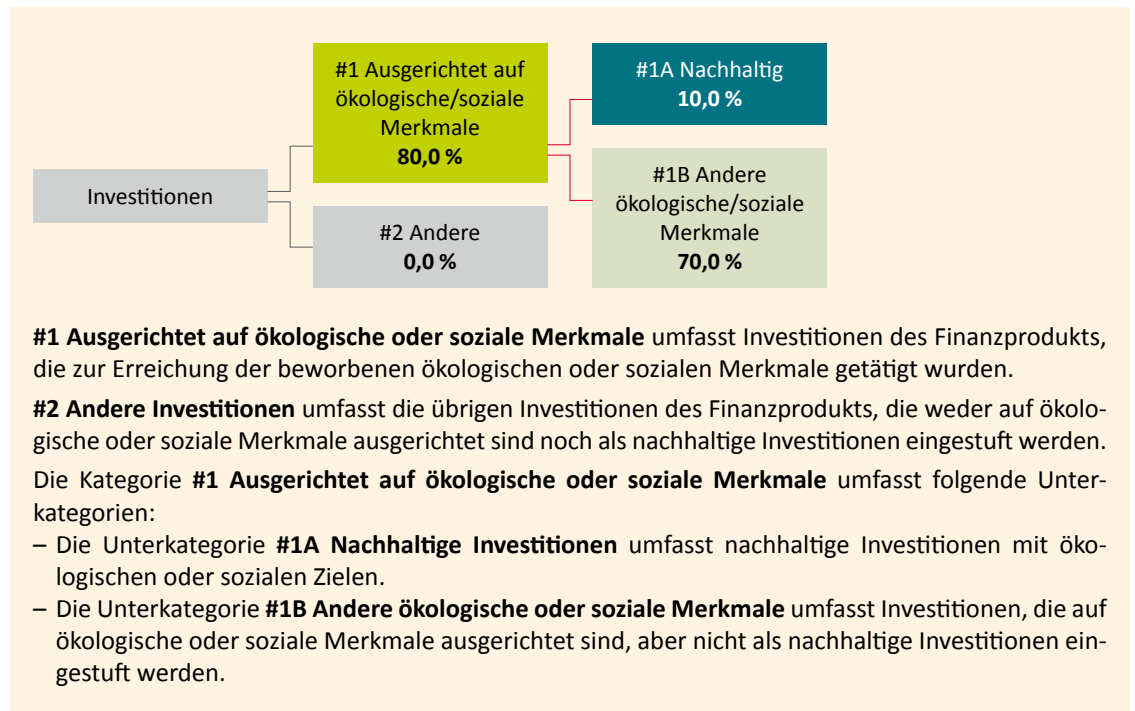 #1 Ausgerichtet auf
ökologische/soziale
Merkmale
80,0 %
#1A Nachhaltig
10,0 %
Investitionen
#1B Andere
ökologische/soziale
Merkmale
70,0 %
#2 Andere
0,0 %
#1 Ausgerichtet auf ökologische oder soziale Merkmale umfasst Investitionen des Finanzprodukts,
die zur Erreichung der beworbenen ökologischen oder sozialen Merkmale getätigt wurden.
#2 Andere Investitionen umfasst die übrigen Investitionen des Finanzprodukts, die weder auf ökolo-
gische oder soziale Merkmale ausgerichtet sind noch als nachhaltige Investitionen eingestuft werden.
Die Kategorie #1 Ausgerichtet auf ökologische oder soziale Merkmale umfasst folgende Unter-
kategorien:
– Die Unterkategorie #1A Nachhaltige Investitionen umfasst nachhaltige Investitionen mit öko-
logischen oder sozialen Zielen.
– Die Unterkategorie #1B Andere ökologische oder soziale Merkmale umfasst Investitionen, die auf
ökologische oder soziale Merkmale ausgerichtet sind, aber nicht als nachhaltige Investitionen ein-
gestuft werden.